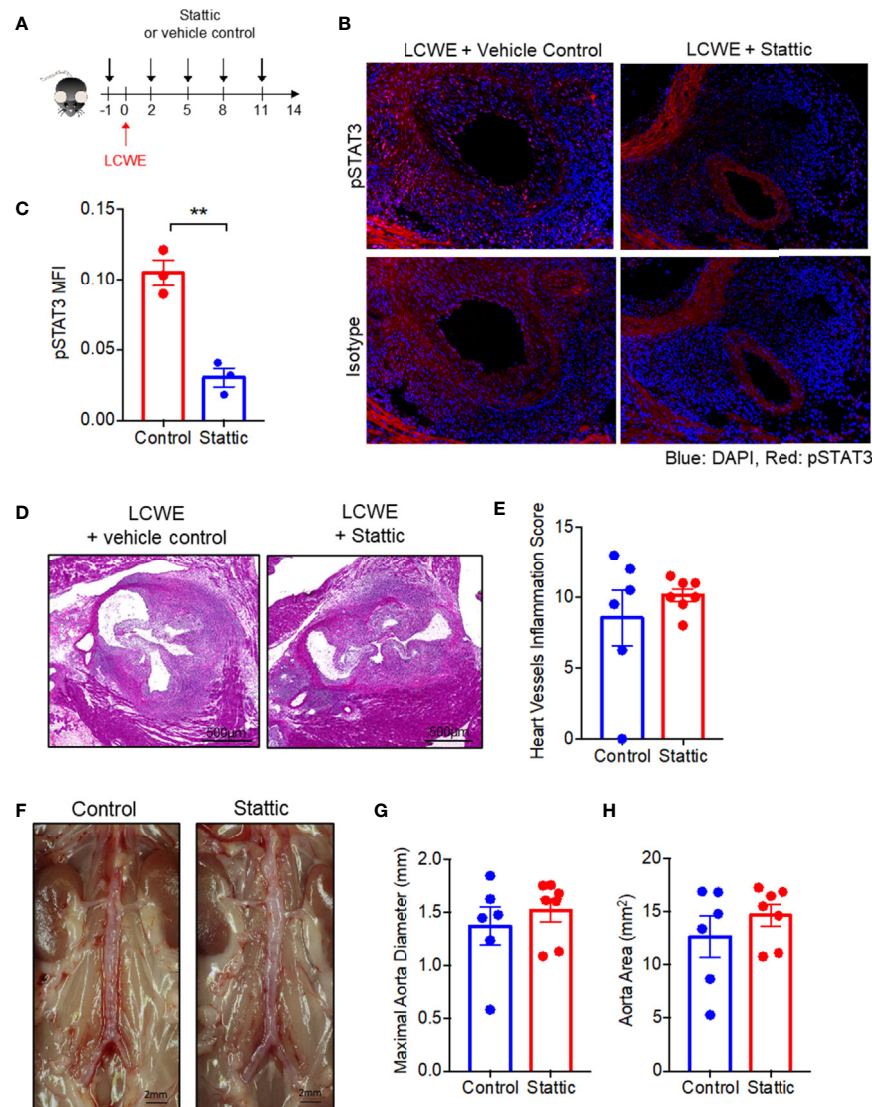 A
Stattic
or vehicle control
-1 0 2 5 8 11 14
LCWE
B
LCWE + Vehicle Control LCWE + Stattic
pSTAT3
Isotype
Blue: DAPI, Red: pSTAT3
C
0.15
**
0.10
0.05
0.00
pSTAT3 MFI
Control Stattic
D
LCWE
+ vehicle control
LCWE
+ Stattic
500μm
500μm
E
15
10
5
0
Heart Vessels Inflammation Score
Control Stattic
F
Control Stattic
2mm
2mm
G
2.0
1.5
1.0
0.5
0.0
Maximal Aorta Diameter (mm)
Control Stattic
H
20
15
10
5
0
Aorta Area (mm²)
Control Stattic